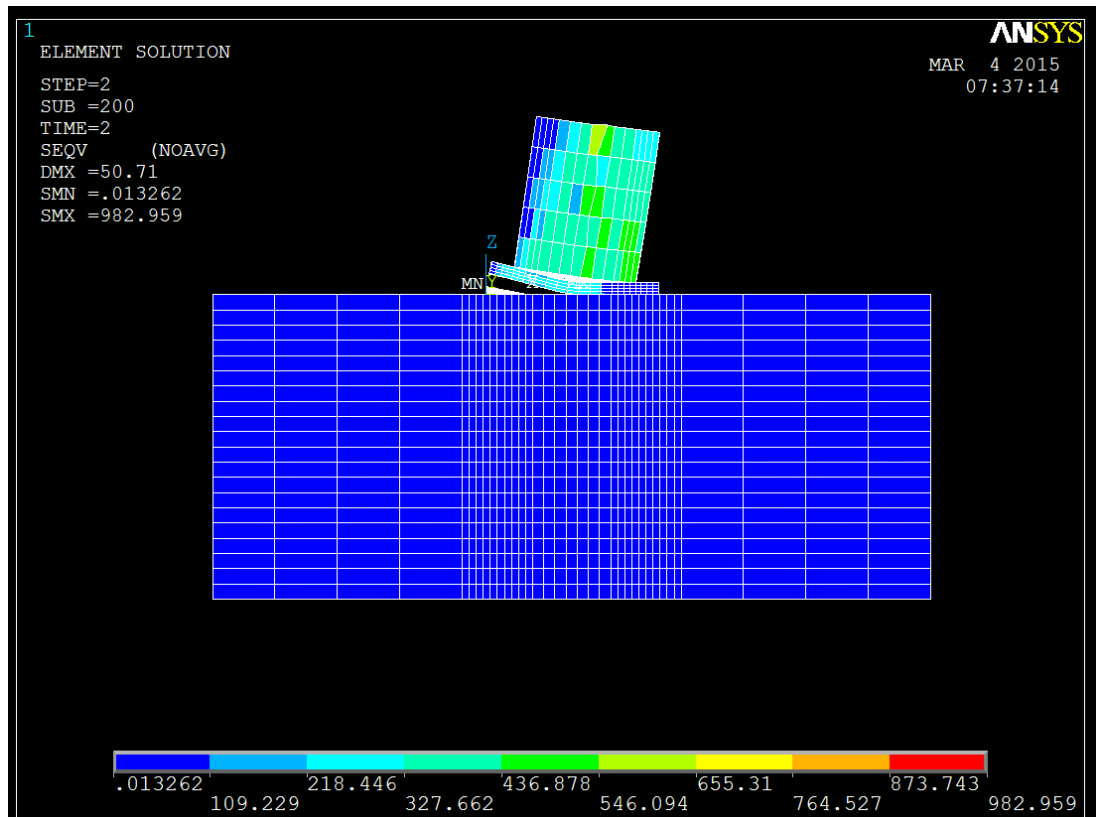 1
ANSYS
ELEMENT SOLUTION
MAR 4 2015
07:37:14
STEP=2
SUB =200
TIME=2
SEQV (NOAVG)
DMX =50.71
SMN =.013262
SMX =982.959
Z
MN Y X
.013262 218.446 436.878 655.31 873.743
109.229 327.662 546.094 764.527 982.959